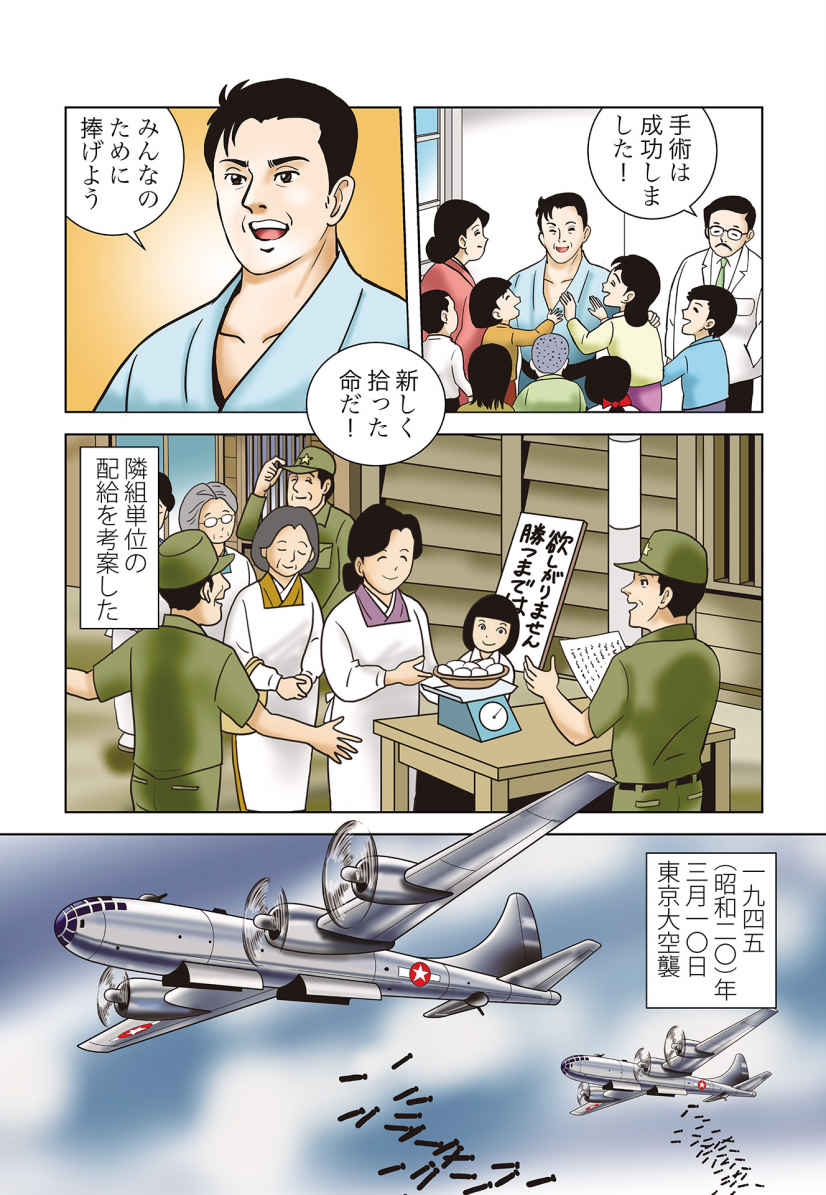 手術は
成功しま
した！
みんなの
ために
捧げよう
新しく
拾った
命だ！
隣組単位の
配給を考案した
欲しがりません
勝つまでは
一九四五
（昭和二〇）年
三月一〇日
東京大空襲